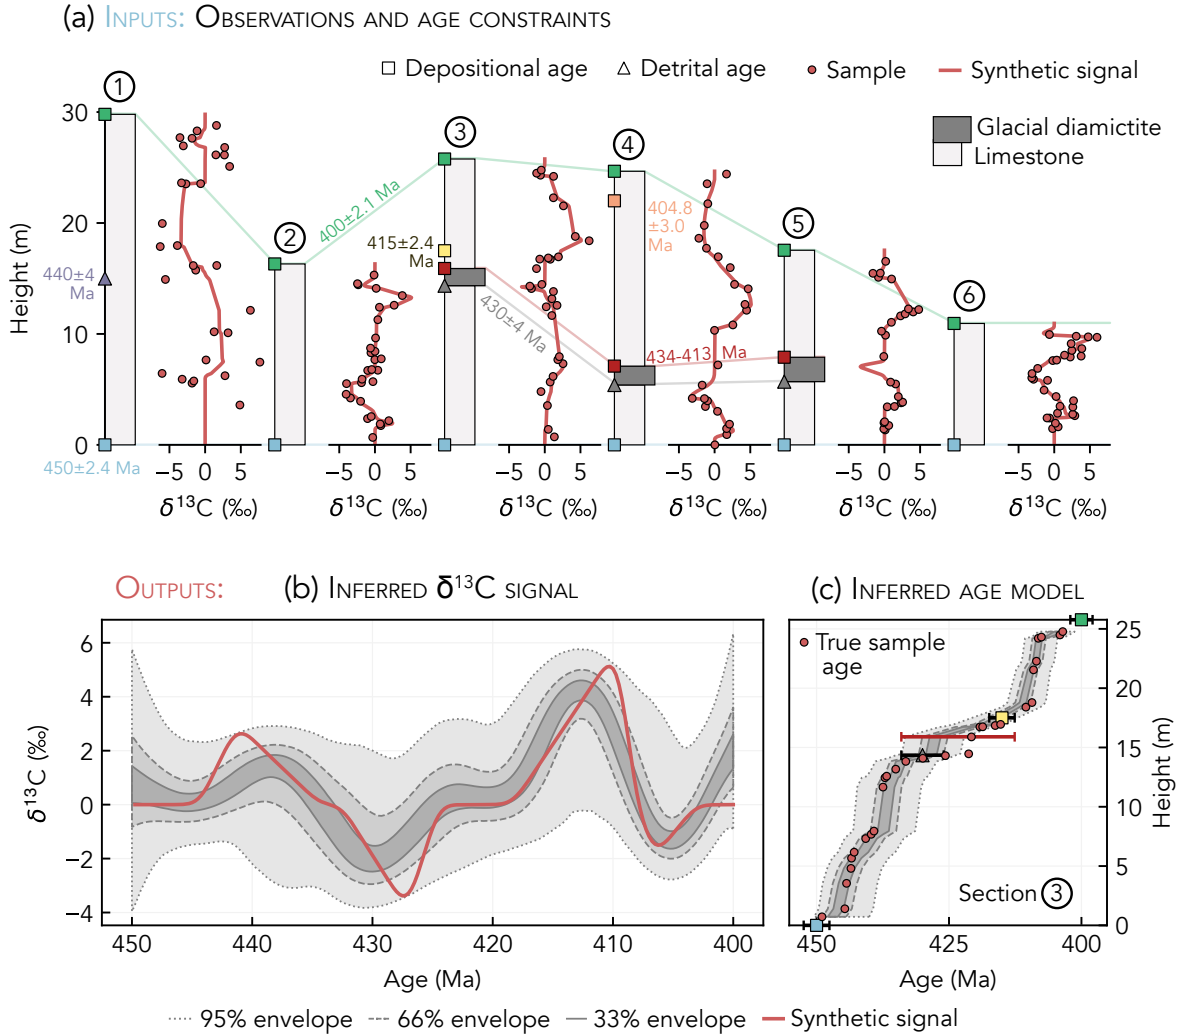 (a) INPUTS: OBSERVATIONS AND AGE CONSTRAINTS
Depositional age
Detrital age
Sample
Synthetic signal
Glacial diamictite
Limestone
1
2
3
4
5
6
30
20
10
0
Height (m)
440±4
Ma
450±2.4 Ma
400±2.1 Ma
415±2.4
Ma
430±4 Ma
404.8
±3.0
Ma
434-413 Ma
−5 0 5
−5 0 5
−5 0 5
−5 0 5
−5 0 5
−5 0 5
δ¹³C (‰)
δ¹³C (‰)
δ¹³C (‰)
δ¹³C (‰)
δ¹³C (‰)
δ¹³C (‰)
OUTPUTS: (b) INFERRED δ¹³C SIGNAL
6
4
2
0
−2
−4
δ¹³C (‰)
450 440 430 420 410 400
Age (Ma)
(c) INFERRED AGE MODEL
True sample
age
Section 3
25
20
15
10
5
0
Height (m)
450 425 400
Age (Ma)
95% envelope
66% envelope
33% envelope
Synthetic signal